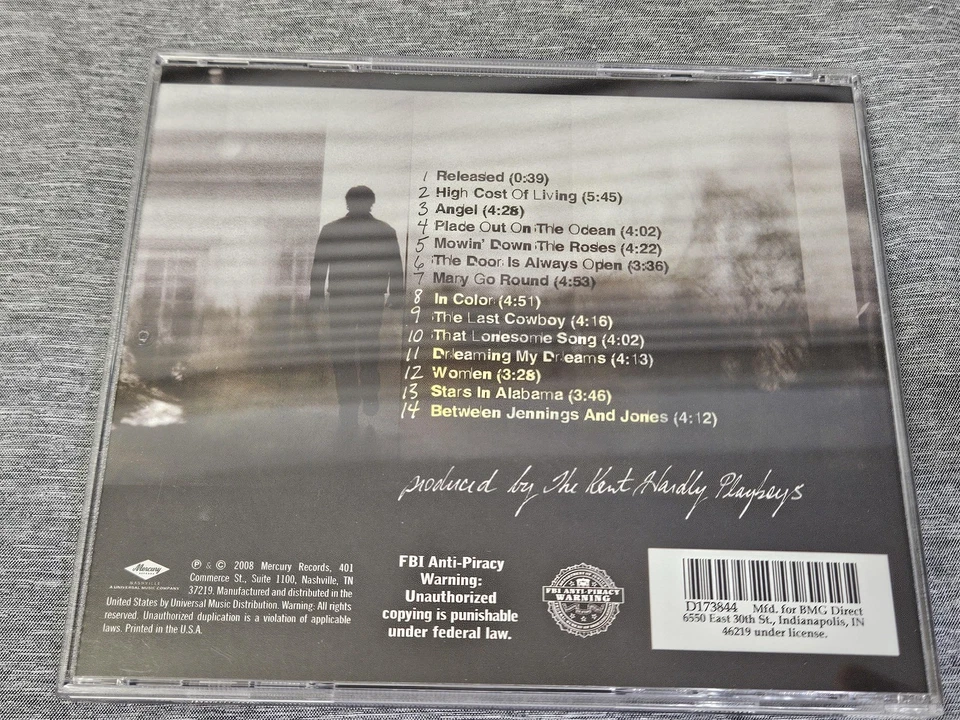 1 Released (0:39)
2 High Cost Of Living (5:45)
3 Angel (4:28)
4 Place Out On The Ocean (4:02)
5 Mowin' Down The Roses (4:22)
6 The Door Is Always Open (3:36)
7 Mary Go Round (4:53)
8 In Color (4:51)
9 The Last Cowboy (4:16)
10 That Lonesome Song (4:02)
11 Dreaming My Dreams (4:13)
12 Women (3:28)
13 Stars In Alabama (3:46)
14 Between Jennings And Jones (4:12)
produced by The Kent Hardly Playboys
Mercury
NASHVILLE
A UNIVERSAL MUSIC COMPANY
℗ & © 2008 Mercury Records, 401
Commerce St., Suite 1100, Nashville, TN
37219. Manufactured and distributed in the
United States by Universal Music Distribution. Warning: All rights
reserved. Unauthorized duplication is a violation of applicable
laws. Printed in the U.S.A.
FBI Anti-Piracy
Warning:
Unauthorized
copying is punishable
under federal law.
FBI ANTI-PIRACY
WARNING
D173844 Mfd. for BMG Direct
6550 East 30th St., Indianapolis, IN
46219 under license.